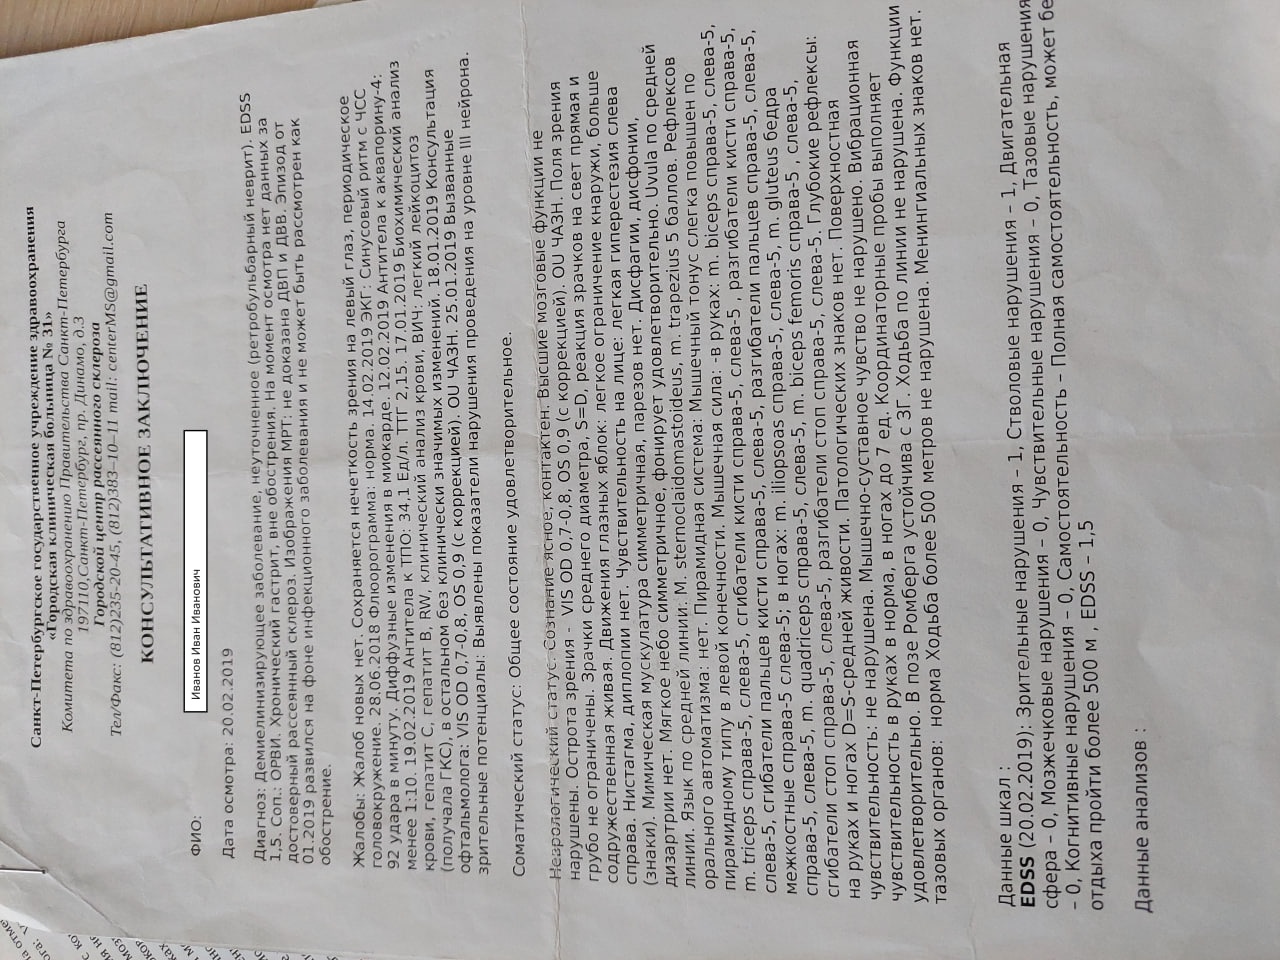 Санкт-Петербургское государственное учреждение здравоохранения
«Городская клиническая больница № 31»
Комитета по здравоохранению Правительства Санкт-Петербурга
197110,Санкт-Петербург, пр. Динамо, д.3
Городской центр рассеянного склероза
Тел/Факс: (812)235-20-45, (812)383-10-11 mail: centerMS@gmail.com
КОНСУЛЬТАТИВНОЕ ЗАКЛЮЧЕНИЕ
ФИО: Иванов Иван Иванович
Дата осмотра: 20.02.2019
Диагноз: Демиелинизирующее заболевание, неуточненное (ретробульбарный неврит). EDSS
1,5. Соп.: ОРВИ. Хронический гастрит, вне обострения. На момент осмотра нет данных за
достоверный рассеянный склероз. Изображения МРТ: не доказана ДВП и ДВВ. Эпизод от
01.2019 развился на фоне инфекционного заболевания и не может быть рассмотрен как
обострение.
Жалобы: Жалоб новых нет. Сохраняется нечеткость зрения на левый глаз, периодическое
головокружение. 28.06.2018 Флюорограмма: норма. 14.02.2019 ЭКГ: Синусовый ритм с ЧСС
92 удара в минуту. Диффузные изменения в миокарде. 12.02.2019 Антитела к аквапорину-4:
менее 1:10. 19.02.2019 Антитела к ТПО: 34,1 Ед/л. ТТГ 2,15. 17.01.2019 Биохимический анализ
крови, гепатит С, гепатит В, RW, клинический анализ крови, ВИЧ: легкий лейкоцитоз
(получала ГКС), в остальном без клинически значимых изменений. 18.01.2019 Консультация
офтальмолога: VIS OD 0,7-0,8, OS 0,9 (с коррекцией). OU ЧАЗН. 25.01.2019 Вызванные
зрительные потенциалы: Выявлены показатели нарушения проведения на уровне III нейрона.
Соматический статус: Общее состояние удовлетворительное.
Неврологический статус: Сознание ясное, контактен. Высшие мозговые функции не
нарушены. Острота зрения - VIS OD 0,7-0,8, OS 0,9 (с коррекцией). OU ЧАЗН. Поля зрения
грубо не ограничены. Зрачки среднего диаметра, S=D, реакция зрачков на свет прямая и
содружественная живая. Движения глазных яблок: легкое ограничение кнаружи, больше
справа. Нистагма, диплопии нет. Чувствительность на лице: легкая гиперестезия слева
(знаки). Мимическая мускулатура симметричная, парезов нет. Дисфагии, дисфонии,
дизартрии нет. Мягкое небо симметричное, фонирует удовлетворительно. Uvula по средней
линии. Язык по средней линии. M. sternoclaidomastoideus, m. trapezius 5 баллов. Рефлексов
орального автоматизма: нет. Пирамидная система: Мышечный тонус слегка повышен по
пирамидному типу в левой конечности. Мышечная сила: -в руках: m. biceps справа-5, слева-5,
m. triceps справа-5, слева-5, сгибатели кисти справа-5, слева-5 , разгибатели кисти справа-5,
слева-5, сгибатели пальцев кисти справа-5, слева-5, разгибатели пальцев справа-5, слева-5,
межкостные справа-5 слева-5; в ногах: m. iliopsoas справа-5, слева-5, m. gluteus бедра
справа-5, слева-5, m. quadriceps справа-5, слева-5, m. biceps femoris справа-5 , слева-5,
сгибатели стоп справа-5, слева-5, разгибатели стоп справа-5, слева-5. Глубокие рефлексы:
на руках и ногах D=S-средней живости. Патологических знаков нет. Поверхностная
чувствительность: не нарушена. Мышечно-суставное чувство не нарушено. Вибрационная
чувствительность в руках в норма, в ногах до 7 ед. Координаторные пробы выполняет
удовлетворительно. В позе Ромберга устойчива с ЗГ. Ходьба по линии не нарушена. Функции
тазовых органов: норма Ходьба более 500 метров не нарушена. Менингиальных знаков нет.
Данные шкал :
EDSS (20.02.2019): Зрительные нарушения - 1, Стволовые нарушения - 1, Двигательная
сфера - 0, Мозжечковые нарушения - 0, Чувствительные нарушения - 0, Тазовые нарушения
- 0, Когнитивные нарушения - 0, Самостоятельность - Полная самостоятельность, может бе
отдыха пройти более 500 м , EDSS - 1,5
Данные анализов :